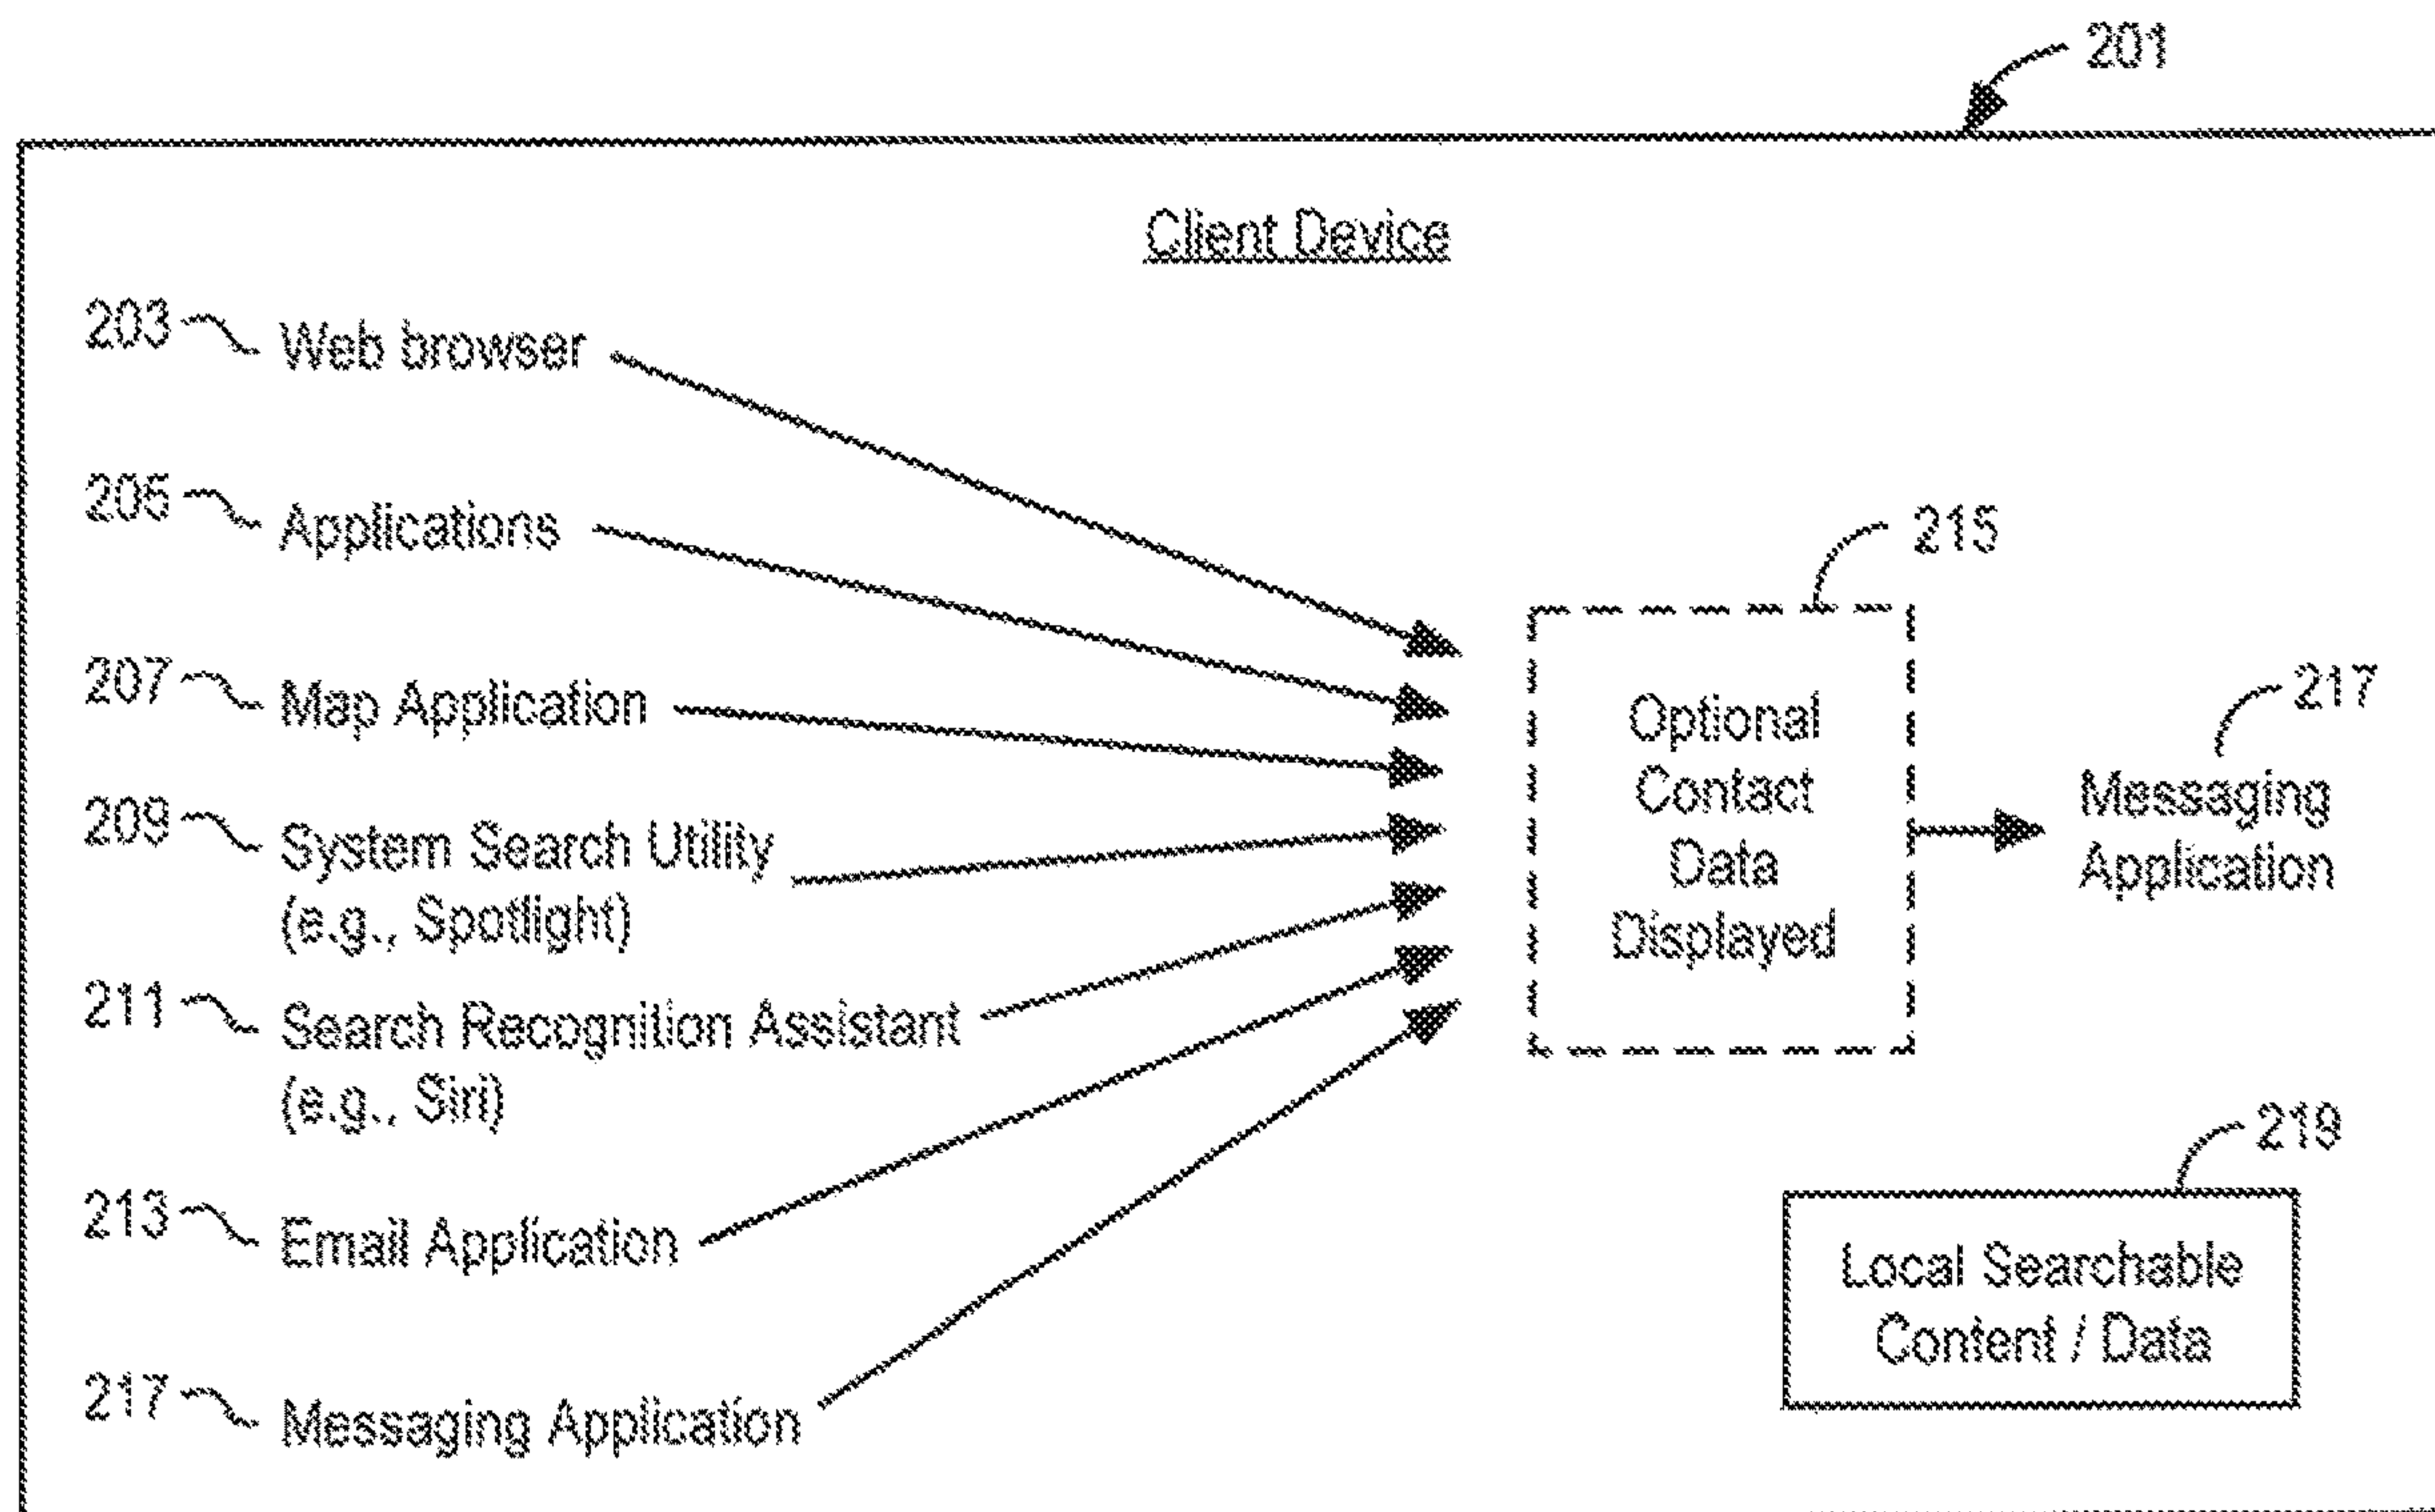 201
Client Device
203 Web browser
205 Applications
215
207 Map Application
217
Optional
Contact
Data
Displayed
Messaging
Application
209 System Search Utility
(e.g., Spotlight)
211 Search Recognition Assistant
(e.g., Siri)
219
213 Email Application
Local Searchable
Content / Data
217 Messaging Application